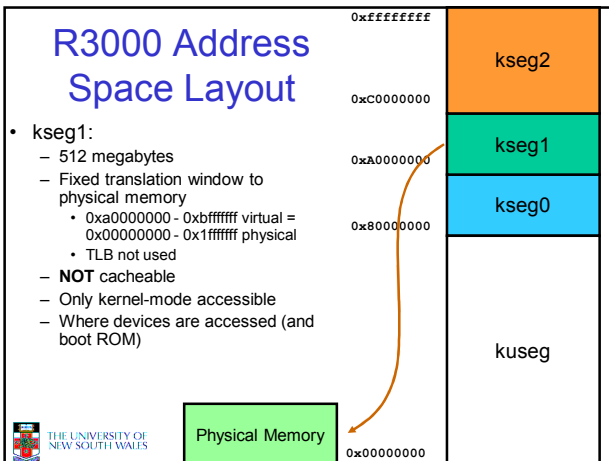 R3000 Address
Space Layout
• kseg1:
– 512 megabytes
– Fixed translation window to
physical memory
• 0xa0000000 - 0xbfffffff virtual =
0x00000000 - 0x1fffffff physical
• TLB not used
– NOT cacheable
– Only kernel-mode accessible
– Where devices are accessed (and
boot ROM)
THE UNIVERSITY OF
NEW SOUTH WALES
Physical Memory
0xffffffff
kseg2
0xC0000000
kseg1
0xA0000000
kseg0
0x80000000
kuseg
0x00000000